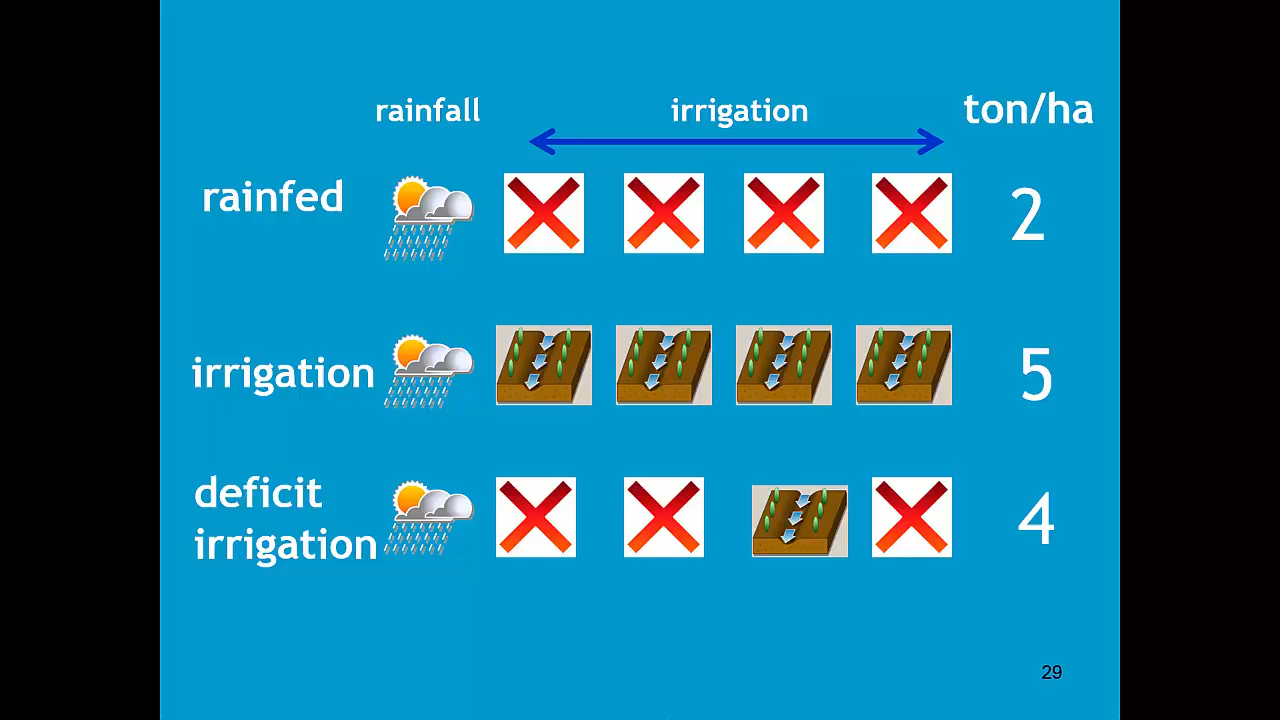 rainfall irrigation ton/ha
rainfed 2
irrigation 5
deficit
irrigation 4
29